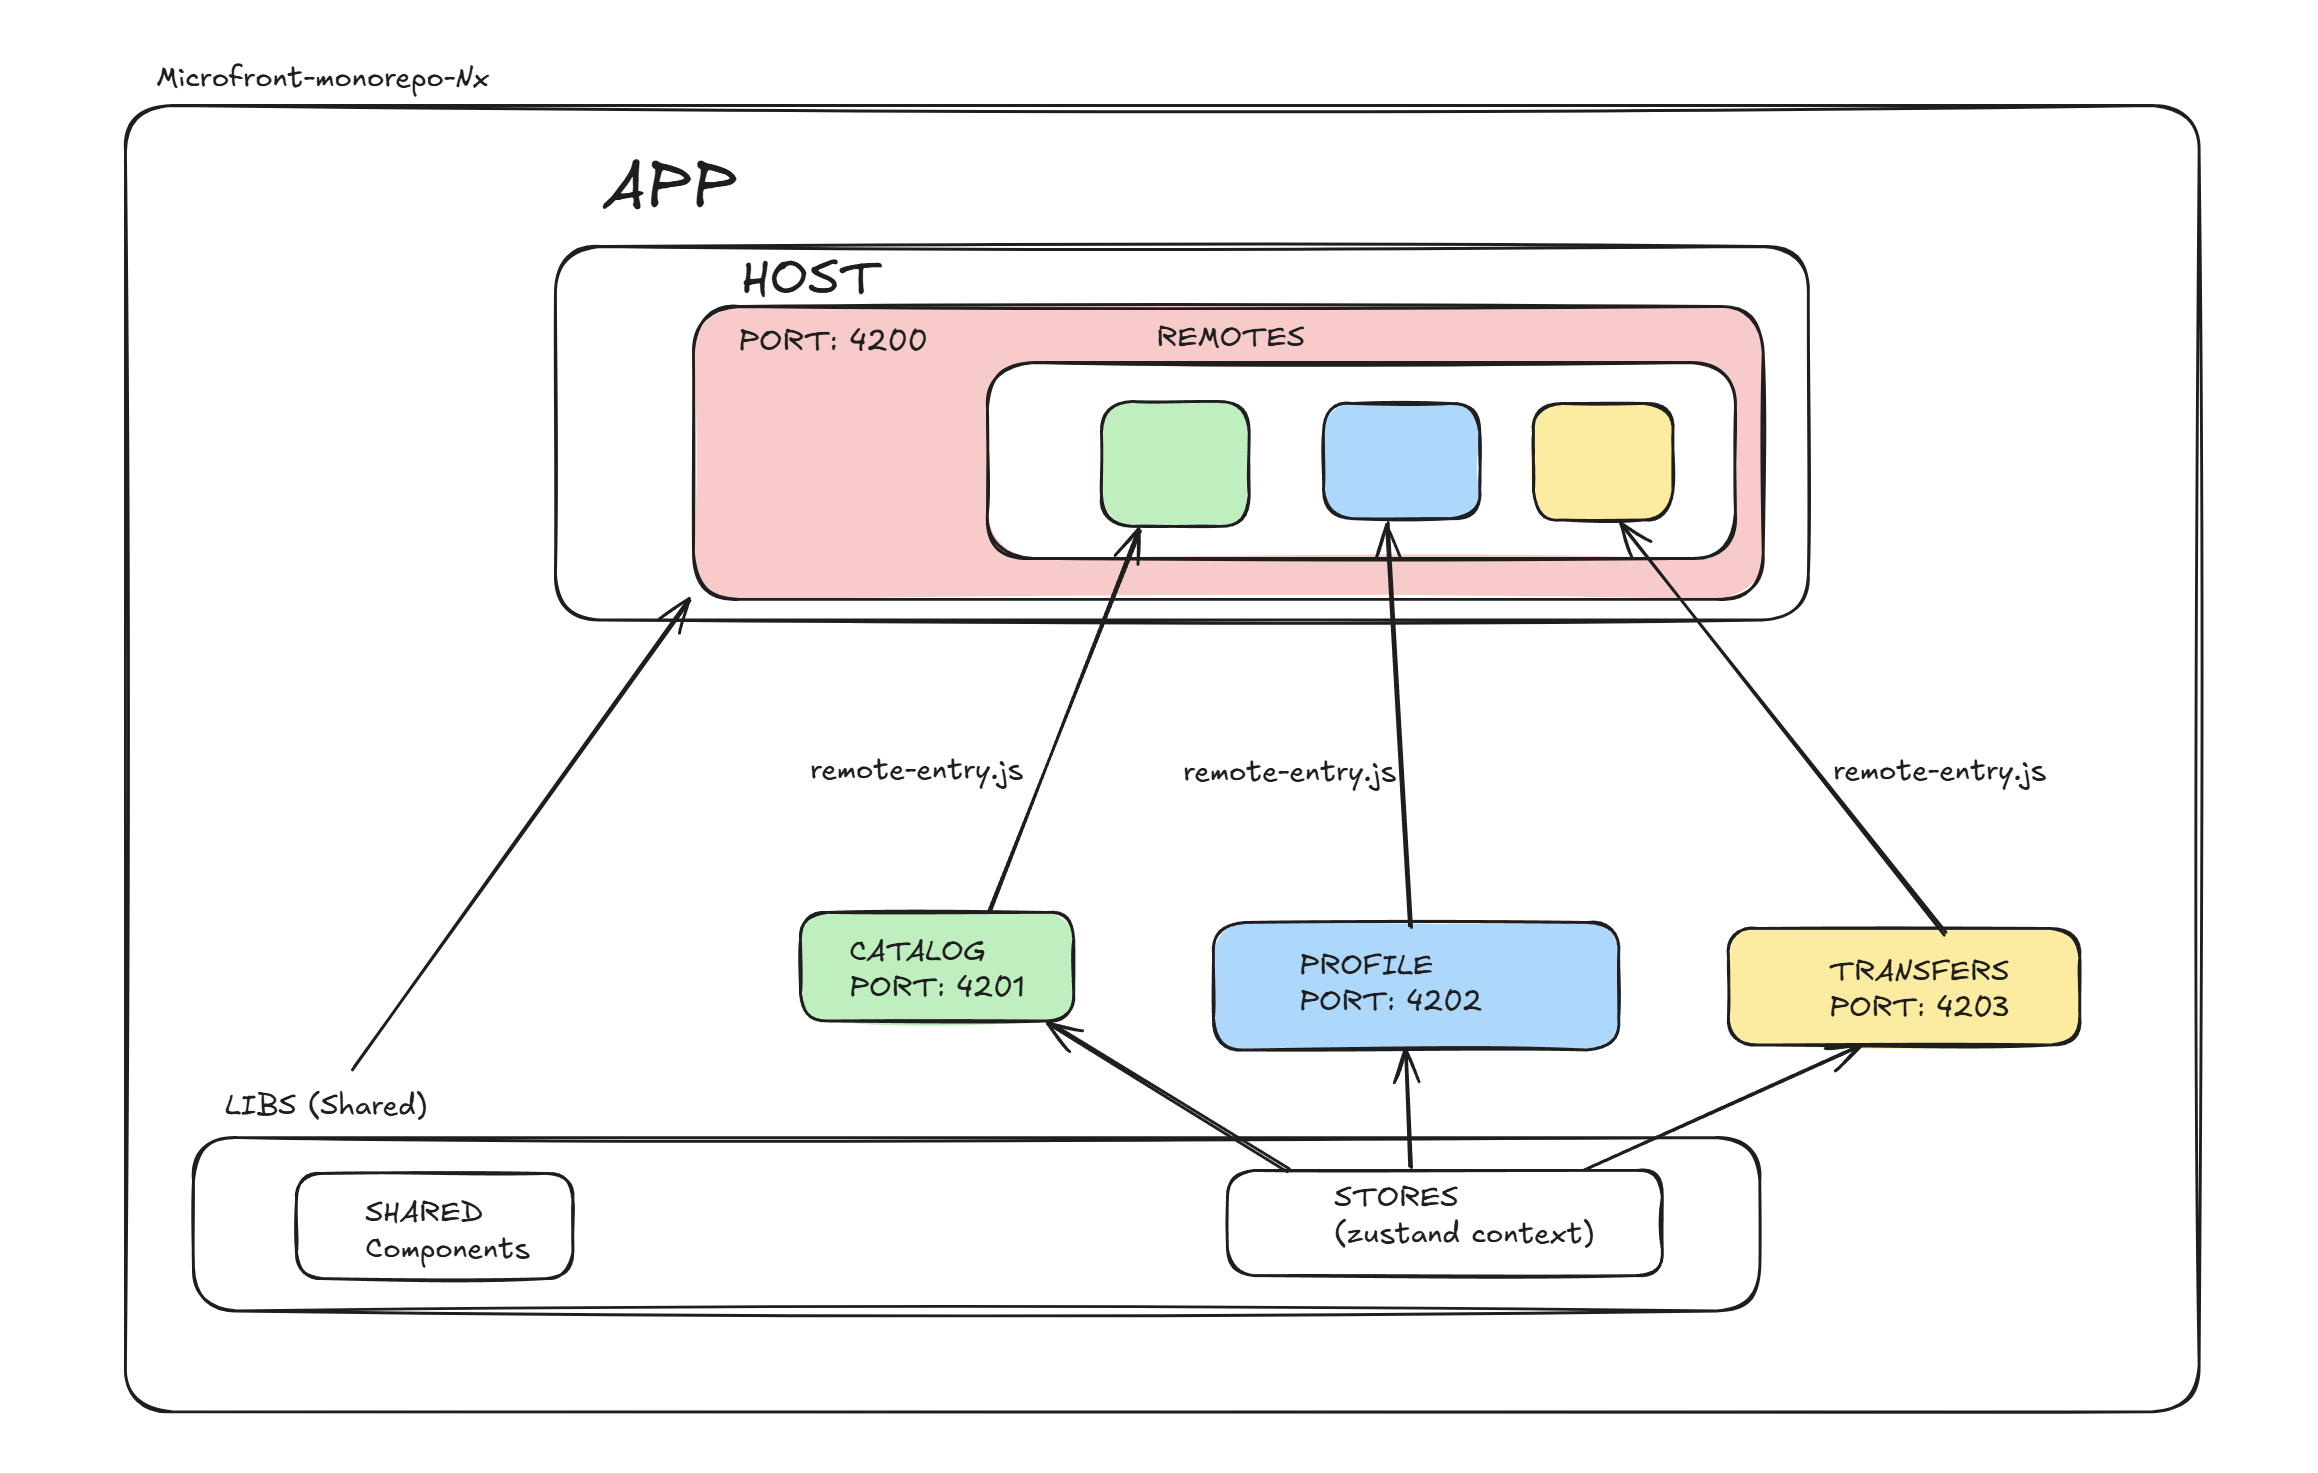 Microfront-monorepo-Nx
APP
HOST
PORT: 4200
REMOTES
remote-entry.js
remote-entry.js
remote-entry.js
CATALOG
PORT: 4201
PROFILE
PORT: 4202
TRANSFERS
PORT: 4203
LIBS (Shared)
SHARED
Components
STORES
(zustand context)